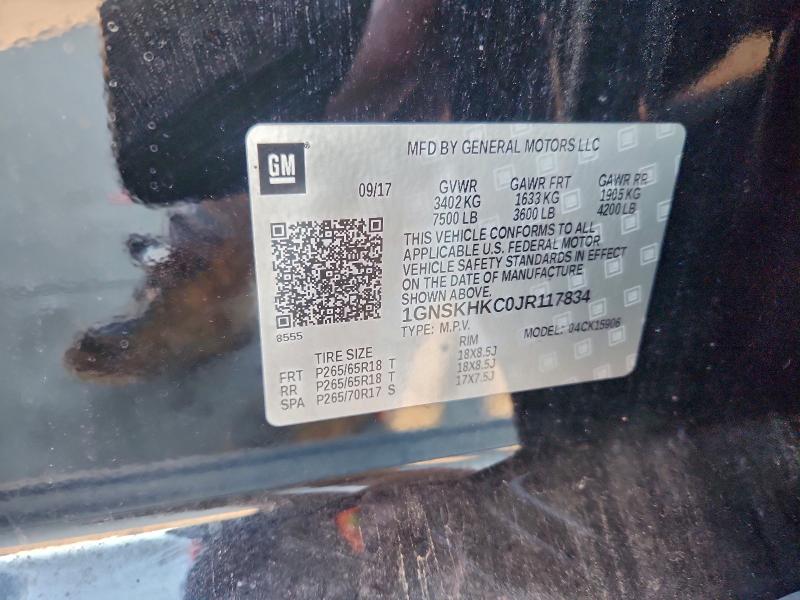 GM
MFD BY GENERAL MOTORS LLC
09/17 GVWR GAWR FRT GAWR RR
3402 KG 1633 KG 1905 KG
7500 LB 3600 LB 4200 LB
THIS VEHICLE CONFORMS TO ALL
APPLICABLE U.S. FEDERAL MOTOR
VEHICLE SAFETY STANDARDS IN EFFECT
ON THE DATE OF MANUFACTURE
SHOWN ABOVE.
1GNSKHKC0JR117834
TYPE: M.P.V. MODEL: 04CK15906
8555
TIRE SIZE RIM
FRT P265/65R18 T 18X8.5J
RR P265/65R18 T 18X8.5J
SPA P265/70R17 S 17X7.5J